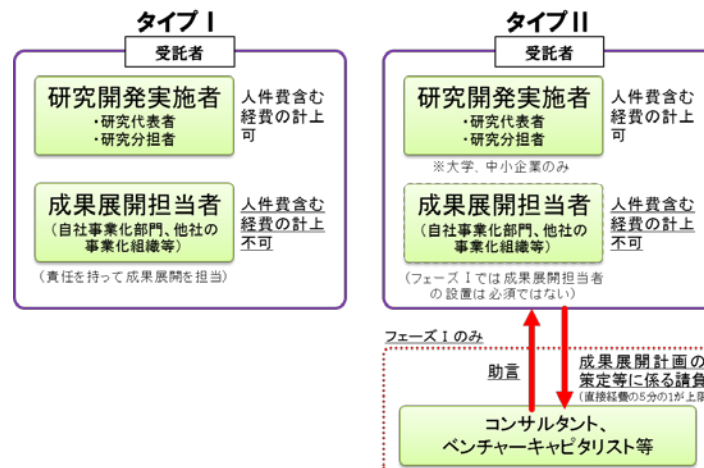 タイプⅠ
受託者
研究開発実施者
・研究代表者
・研究分担者
人件費含む
経費の計上
可
成果展開担当者
(自社事業化部門、他社の
事業化組織等)
人件費含む
経費の計上
不可
(責任を持って成果展開を担当)
タイプⅡ
受託者
研究開発実施者
・研究代表者
・研究分担者
人件費含む
経費の計上
可
※大学、中小企業のみ
成果展開担当者
(自社事業化部門、他社の
事業化組織等)
人件費含む
経費の計上
不可
(フェーズⅠでは成果展開担当者
の設置は必須ではない)
フェーズⅠのみ
助言
成果展開計画の
策定等に係る請負
(直接経費の5分の1が上限
コンサルタント、
ベンチャーキャピタリスト等